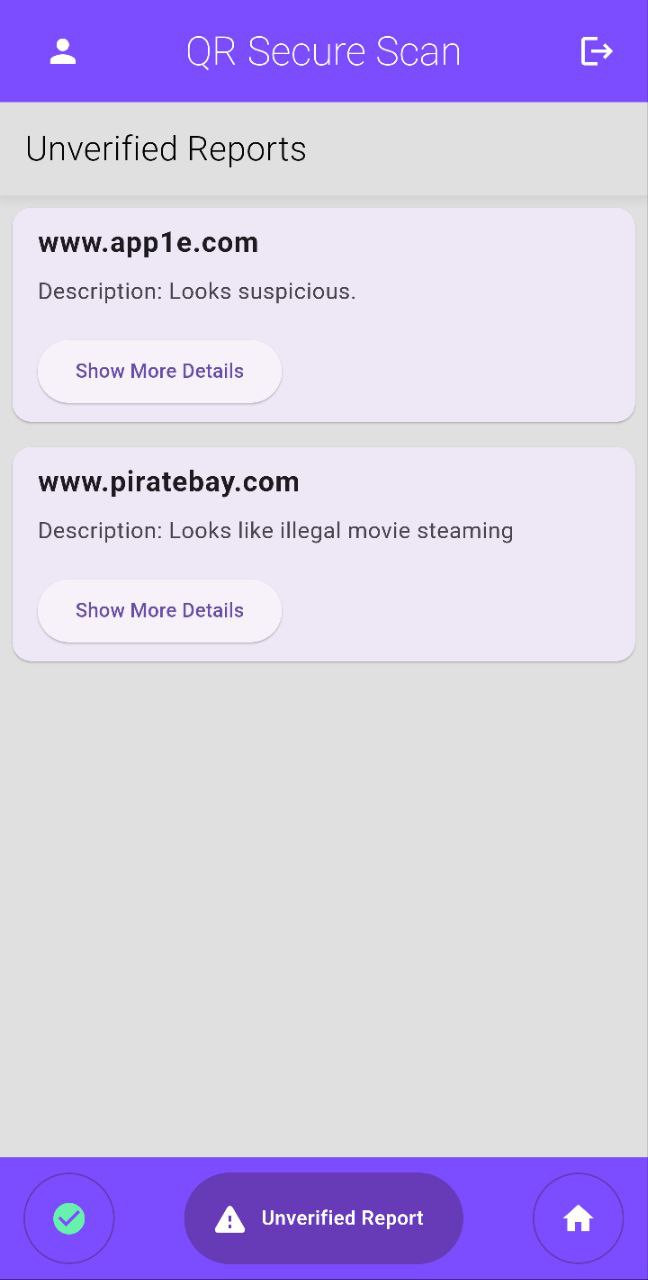 QR Secure Scan
Unverified Reports
www.app1e.com
Description: Looks suspicious.
Show More Details
www.piratebay.com
Description: Looks like illegal movie steaming
Show More Details
Unverified Report